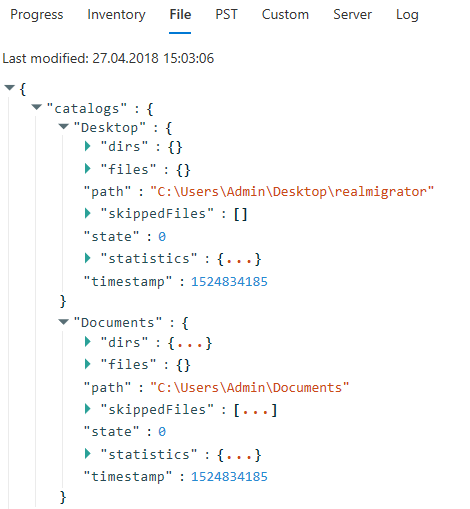 Progress Inventory File PST Custom Server Log
Last modified: 27.04.2018 15:03:06
{
"catalogs" : {
"Desktop" : {
"dirs" : {}
"files" : {}
"path" : "C:\Users\Admin\Desktop\realmigrator"
"skippedFiles" : []
"state" : 0
"statistics" : {...}
"timestamp" : 1524834185
}
"Documents" : {
"dirs" : {...}
"files" : {}
"path" : "C:\Users\Admin\Documents"
"skippedFiles" : [...]
"state" : 0
"statistics" : {...}
"timestamp" : 1524834185
}